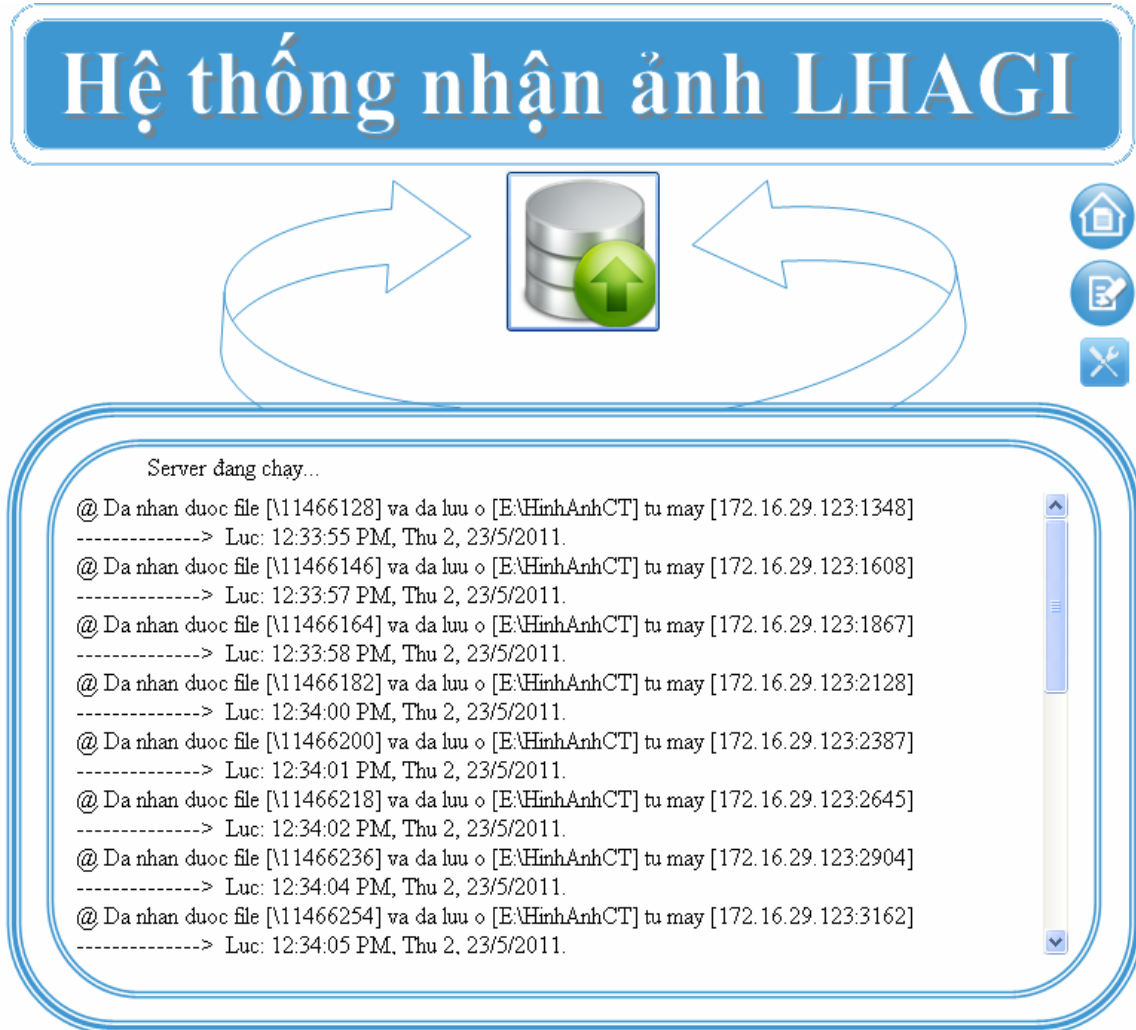 Hệ thống nhận ảnh LHAGI
Server đang chạy...
@ Da nhan duoc file [\11466128] va da luu o [E:\HinhAnhCT] tu may [172.16.29.123:1348]
--------------> Luc: 12:33:55 PM, Thu 2, 23/5/2011.
@ Da nhan duoc file [\11466146] va da luu o [E:\HinhAnhCT] tu may [172.16.29.123:1608]
--------------> Luc: 12:33:57 PM, Thu 2, 23/5/2011.
@ Da nhan duoc file [\11466164] va da luu o [E:\HinhAnhCT] tu may [172.16.29.123:1867]
--------------> Luc: 12:33:58 PM, Thu 2, 23/5/2011.
@ Da nhan duoc file [\11466182] va da luu o [E:\HinhAnhCT] tu may [172.16.29.123:2128]
--------------> Luc: 12:34:00 PM, Thu 2, 23/5/2011.
@ Da nhan duoc file [\11466200] va da luu o [E:\HinhAnhCT] tu may [172.16.29.123:2387]
--------------> Luc: 12:34:01 PM, Thu 2, 23/5/2011.
@ Da nhan duoc file [\11466218] va da luu o [E:\HinhAnhCT] tu may [172.16.29.123:2645]
--------------> Luc: 12:34:02 PM, Thu 2, 23/5/2011.
@ Da nhan duoc file [\11466236] va da luu o [E:\HinhAnhCT] tu may [172.16.29.123:2904]
--------------> Luc: 12:34:04 PM, Thu 2, 23/5/2011.
@ Da nhan duoc file [\11466254] va da luu o [E:\HinhAnhCT] tu may [172.16.29.123:3162]
--------------> Luc: 12:34:05 PM, Thu 2, 23/5/2011.